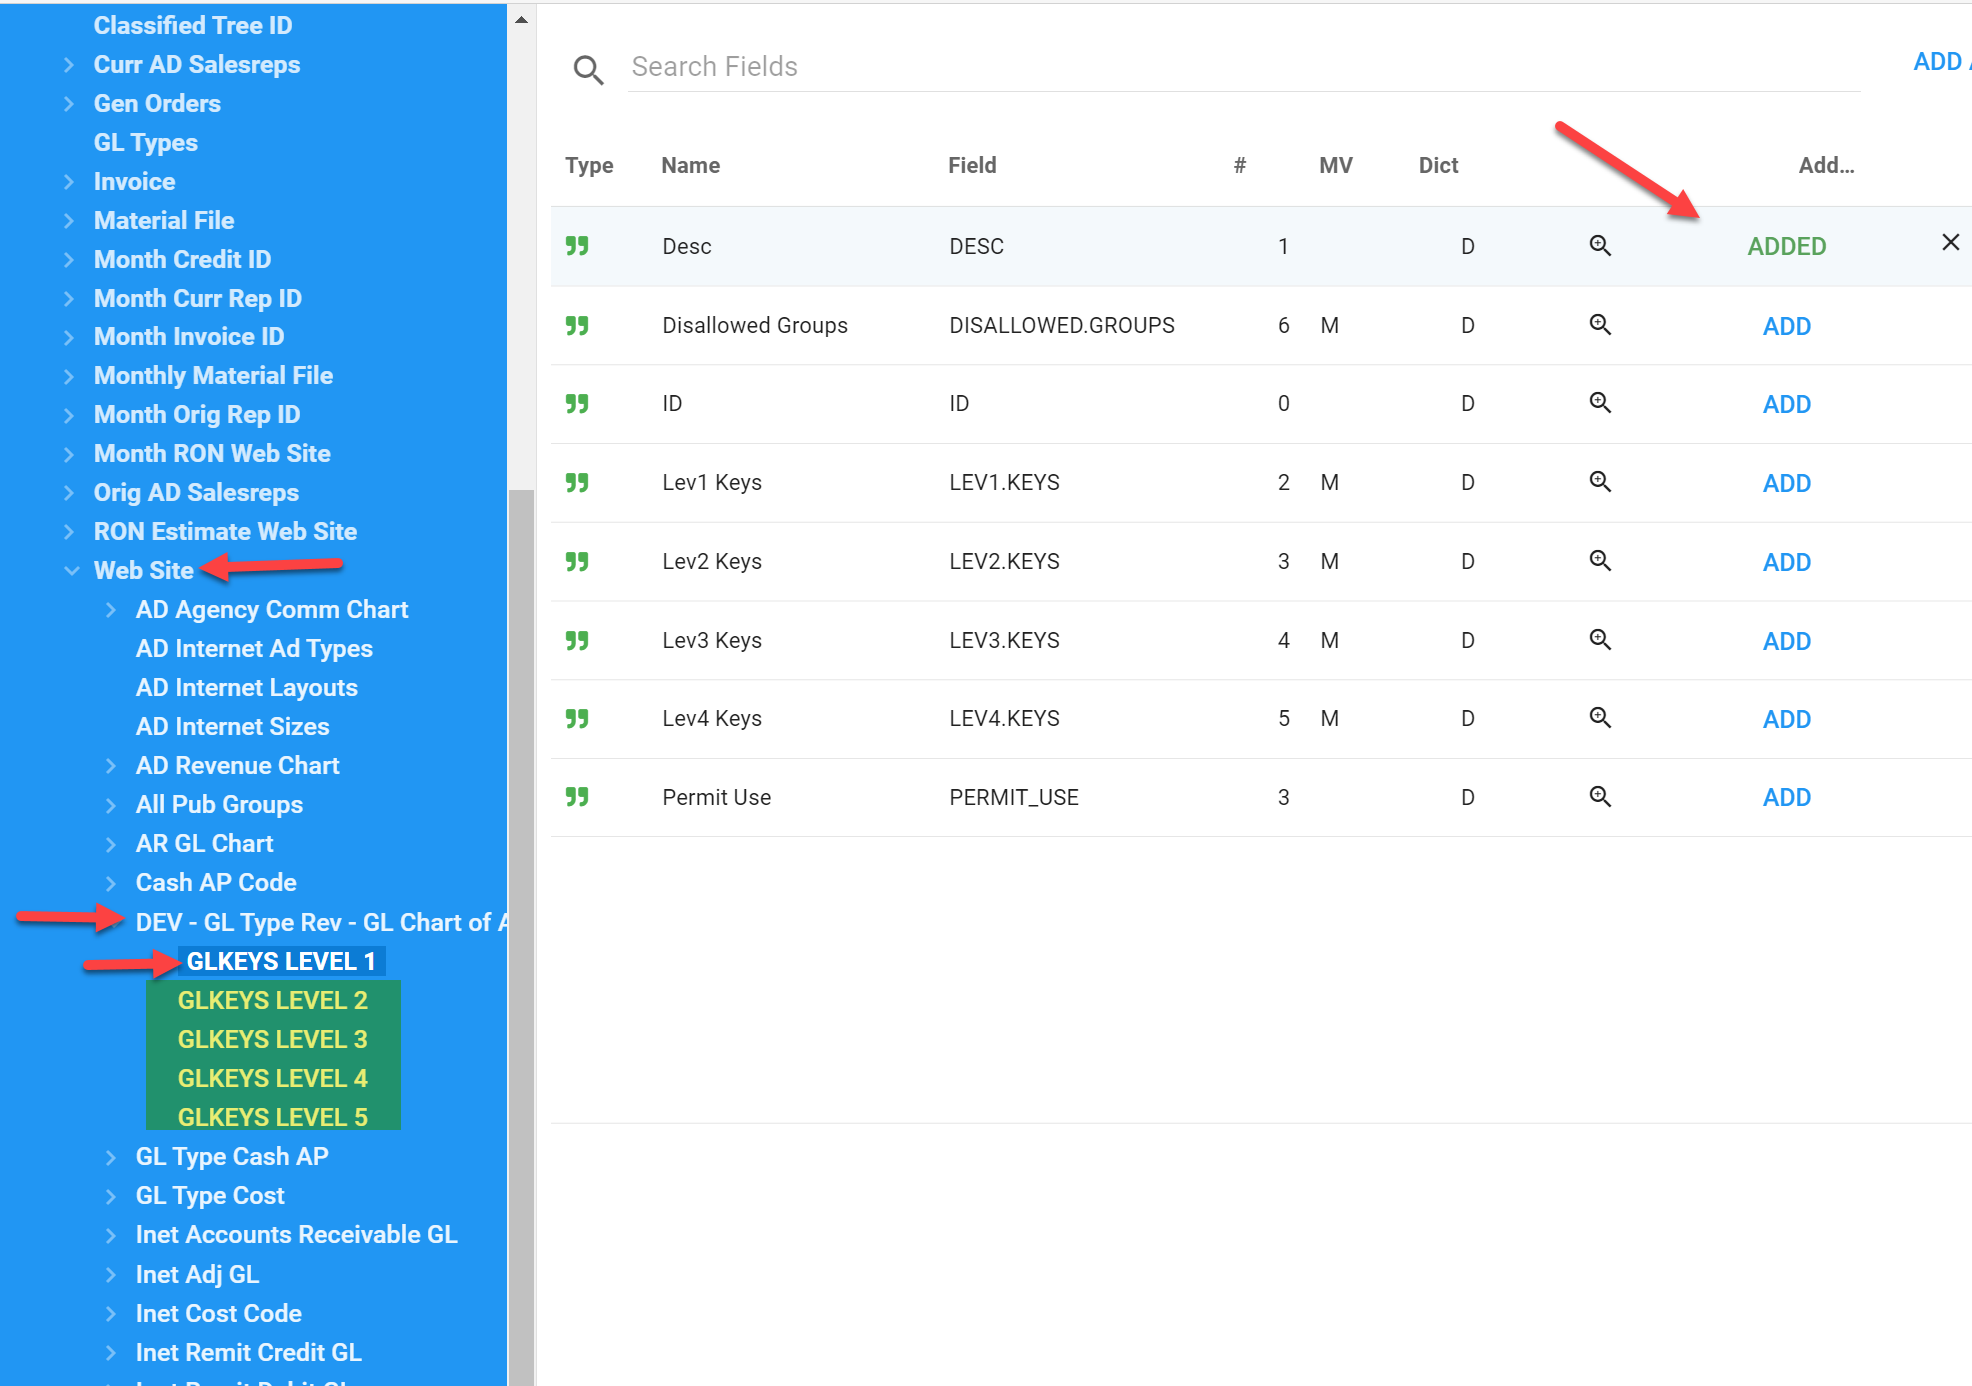 Classified Tree ID
Curr AD Salesreps
Gen Orders
GL Types
Invoice
Material File
Month Credit ID
Month Curr Rep ID
Month Invoice ID
Monthly Material File
Month Orig Rep ID
Month RON Web Site
Orig AD Salesreps
RON Estimate Web Site
Web Site
AD Agency Comm Chart
AD Internet Ad Types
AD Internet Layouts
AD Internet Sizes
AD Revenue Chart
All Pub Groups
AR GL Chart
Cash AP Code
DEV - GL Type Rev - GL Chart of
GLKEYS LEVEL 1
GLKEYS LEVEL 2
GLKEYS LEVEL 3
GLKEYS LEVEL 4
GLKEYS LEVEL 5
GL Type Cash AP
GL Type Cost
Inet Accounts Receivable GL
Inet Adj GL
Inet Cost Code
Inet Remit Credit GL
Search Fields
ADD
Type Name Field # MV Dict Add...
Desc DESC 1 D ADDED
Disallowed Groups DISALLOWED.GROUPS 6 M D ADD
ID ID 0 D ADD
Lev1 Keys LEV1.KEYS 2 M D ADD
Lev2 Keys LEV2.KEYS 3 M D ADD
Lev3 Keys LEV3.KEYS 4 M D ADD
Lev4 Keys LEV4.KEYS 5 M D ADD
Permit Use PERMIT_USE 3 D ADD